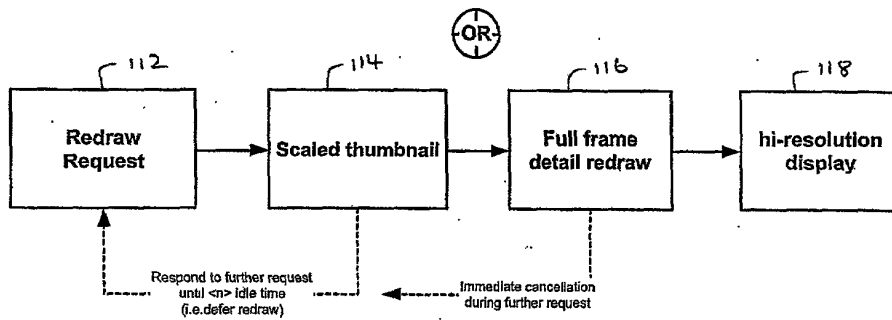 OR
112
114
116
118
Redraw
Request
Scaled thumbnail
Full frame
detail redraw
hi-resolution
display
Respond to further request
until <n> idle time
(i.e.defer redraw)
Immediate cancellation
during further request